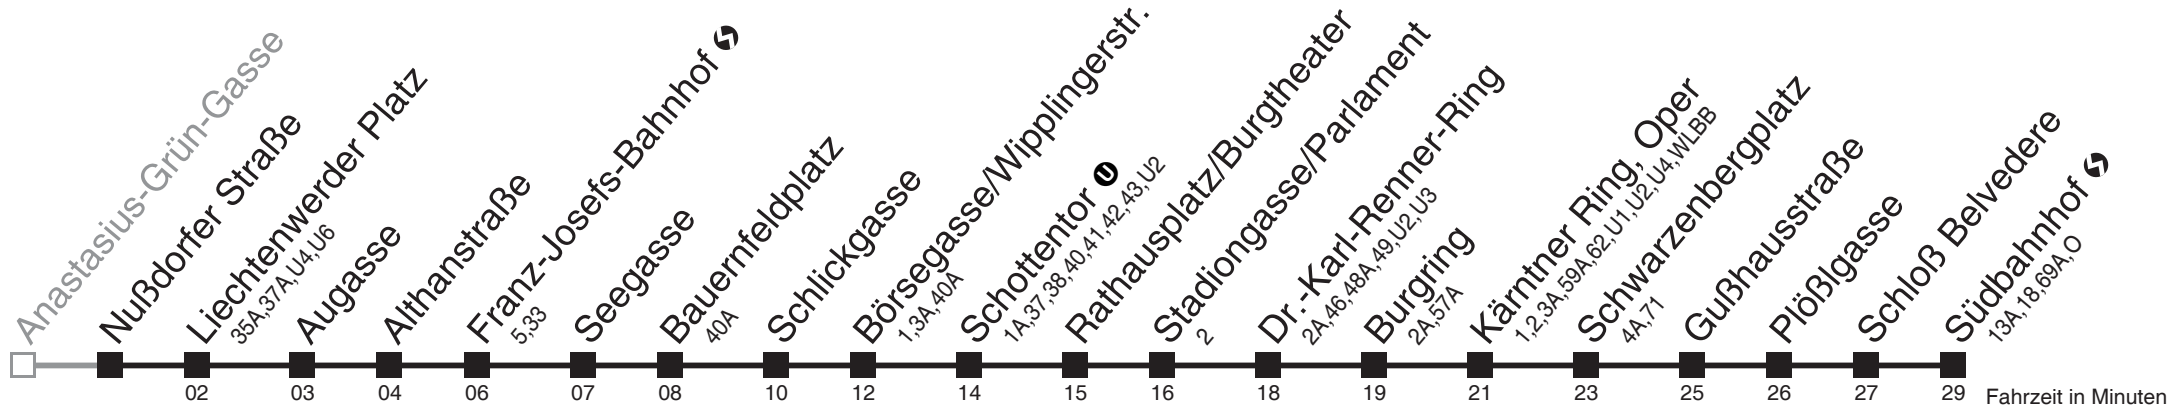 Anastasius-Grün-Gasse
Nußdorfer Straße
Liechtenwerder Platz
35A,37A,U4,U6
Augasse
Althanstraße
Franz-Josefs-Bahnhof
5,33
Seegasse
Bauernfeldplatz
40A
Schlickgasse
Börsegasse/Wipplingerstr.
1,3A,40A
Schottentor U
1A,37,38,40,41,42,43,U2
Rathausplatz/Burgtheater
Stadiongasse/Parlament
2
Dr.-Karl-Renner-Ring
2A,46,48A,49,U2,U3
Burgring
2A,57A
Kärntner Ring, Oper
1,2,3A,59A,62,U1,U2,U4,WLBB
Schwarzenbergplatz
4A,71
Gußhausstraße
Plößlgasse
Schloß Belvedere
Südbahnhof
13A,18,69A,O
02 03 04 06 07 08 10 12 14 15 16 18 19 21 23 25 26 27 29 Fahrzeit in Minuten